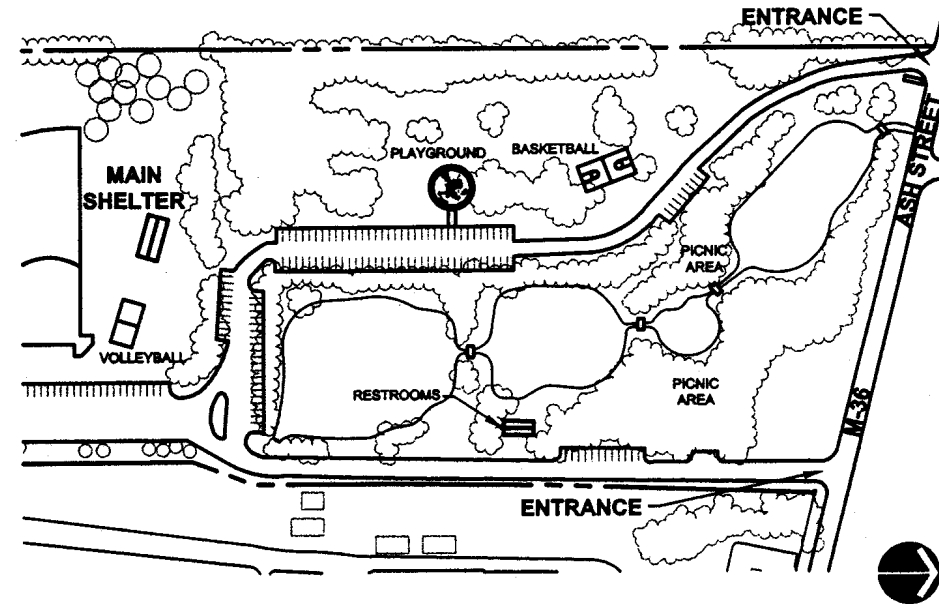 ENTRANCE
BASKETBALL
PLAYGROUND
MAIN
SHELTER
ASH STREET
PICNIC
AREA
VOLLEYBALL
RESTROOMS
PICNIC
AREA
M-36
ENTRANCE